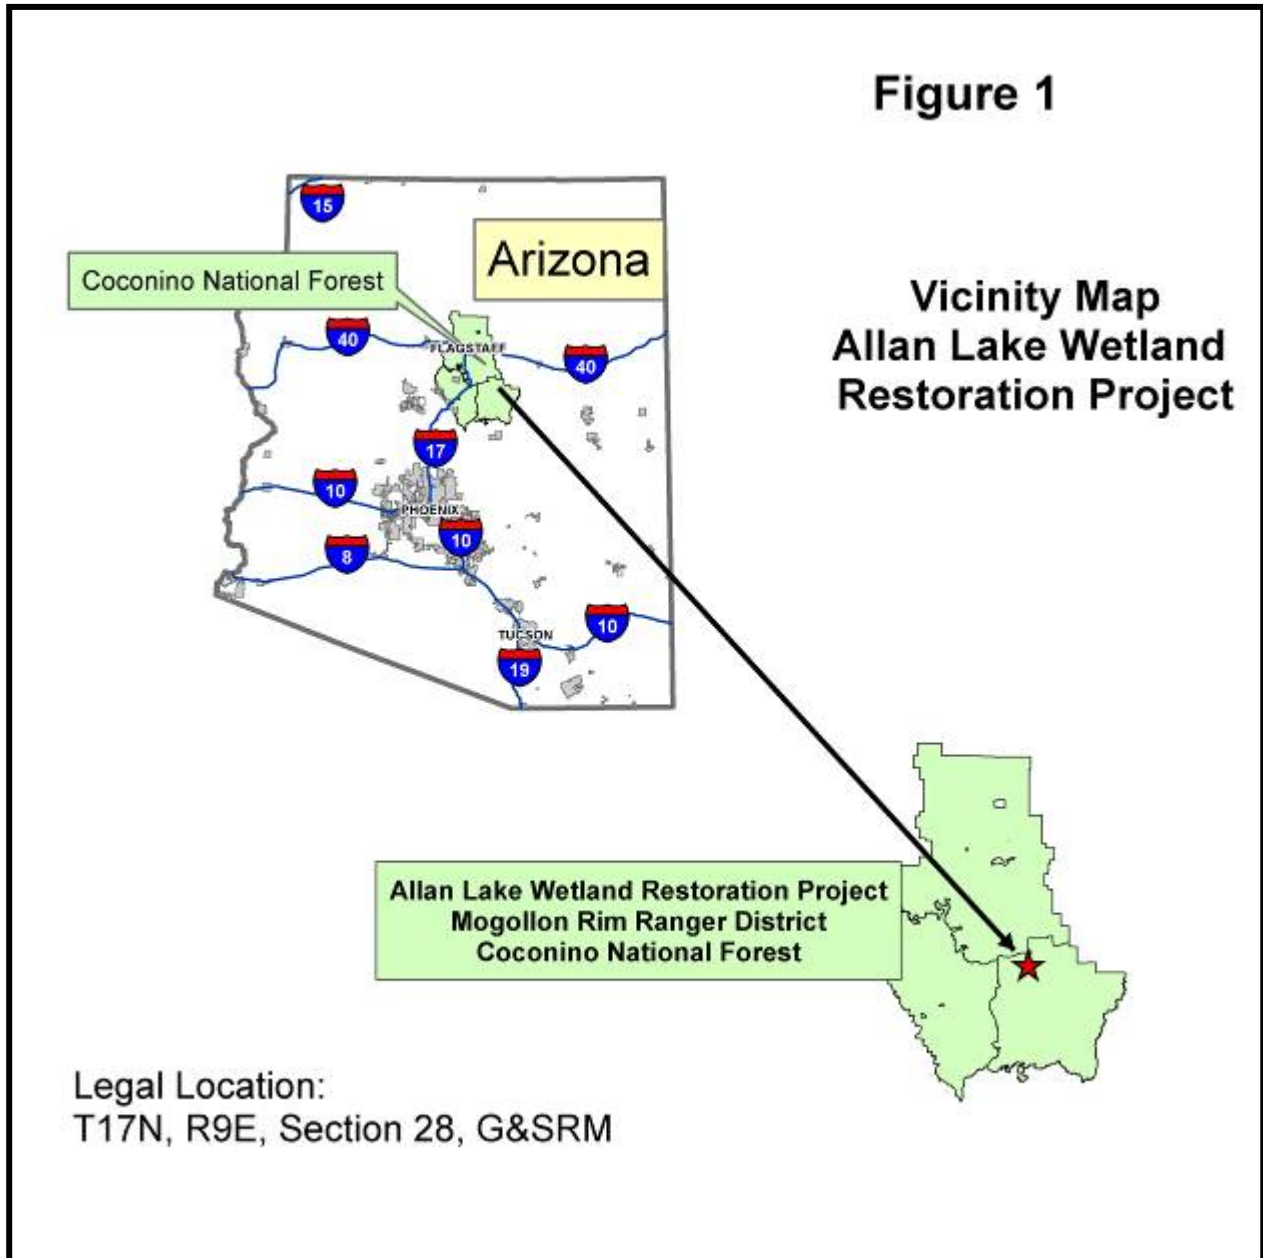 Figure 1
15
Arizona
Coconino National Forest
Vicinity Map
Allan Lake Wetland
Restoration Project
40
FLAGSTAFF
40
17
10
PHOENIX
10
8
10
TUCSON
19
Allan Lake Wetland Restoration Project
Mogollon Rim Ranger District
Coconino National Forest
Legal Location:
T17N, R9E, Section 28, G&SRM